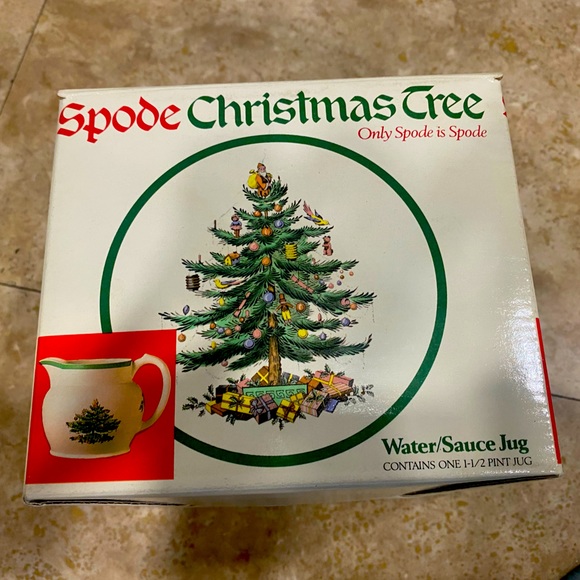 Spode Christmas Tree
Only Spode is Spode
Water/Sauce Jug
CONTAINS ONE 1-1/2 PINT JUG